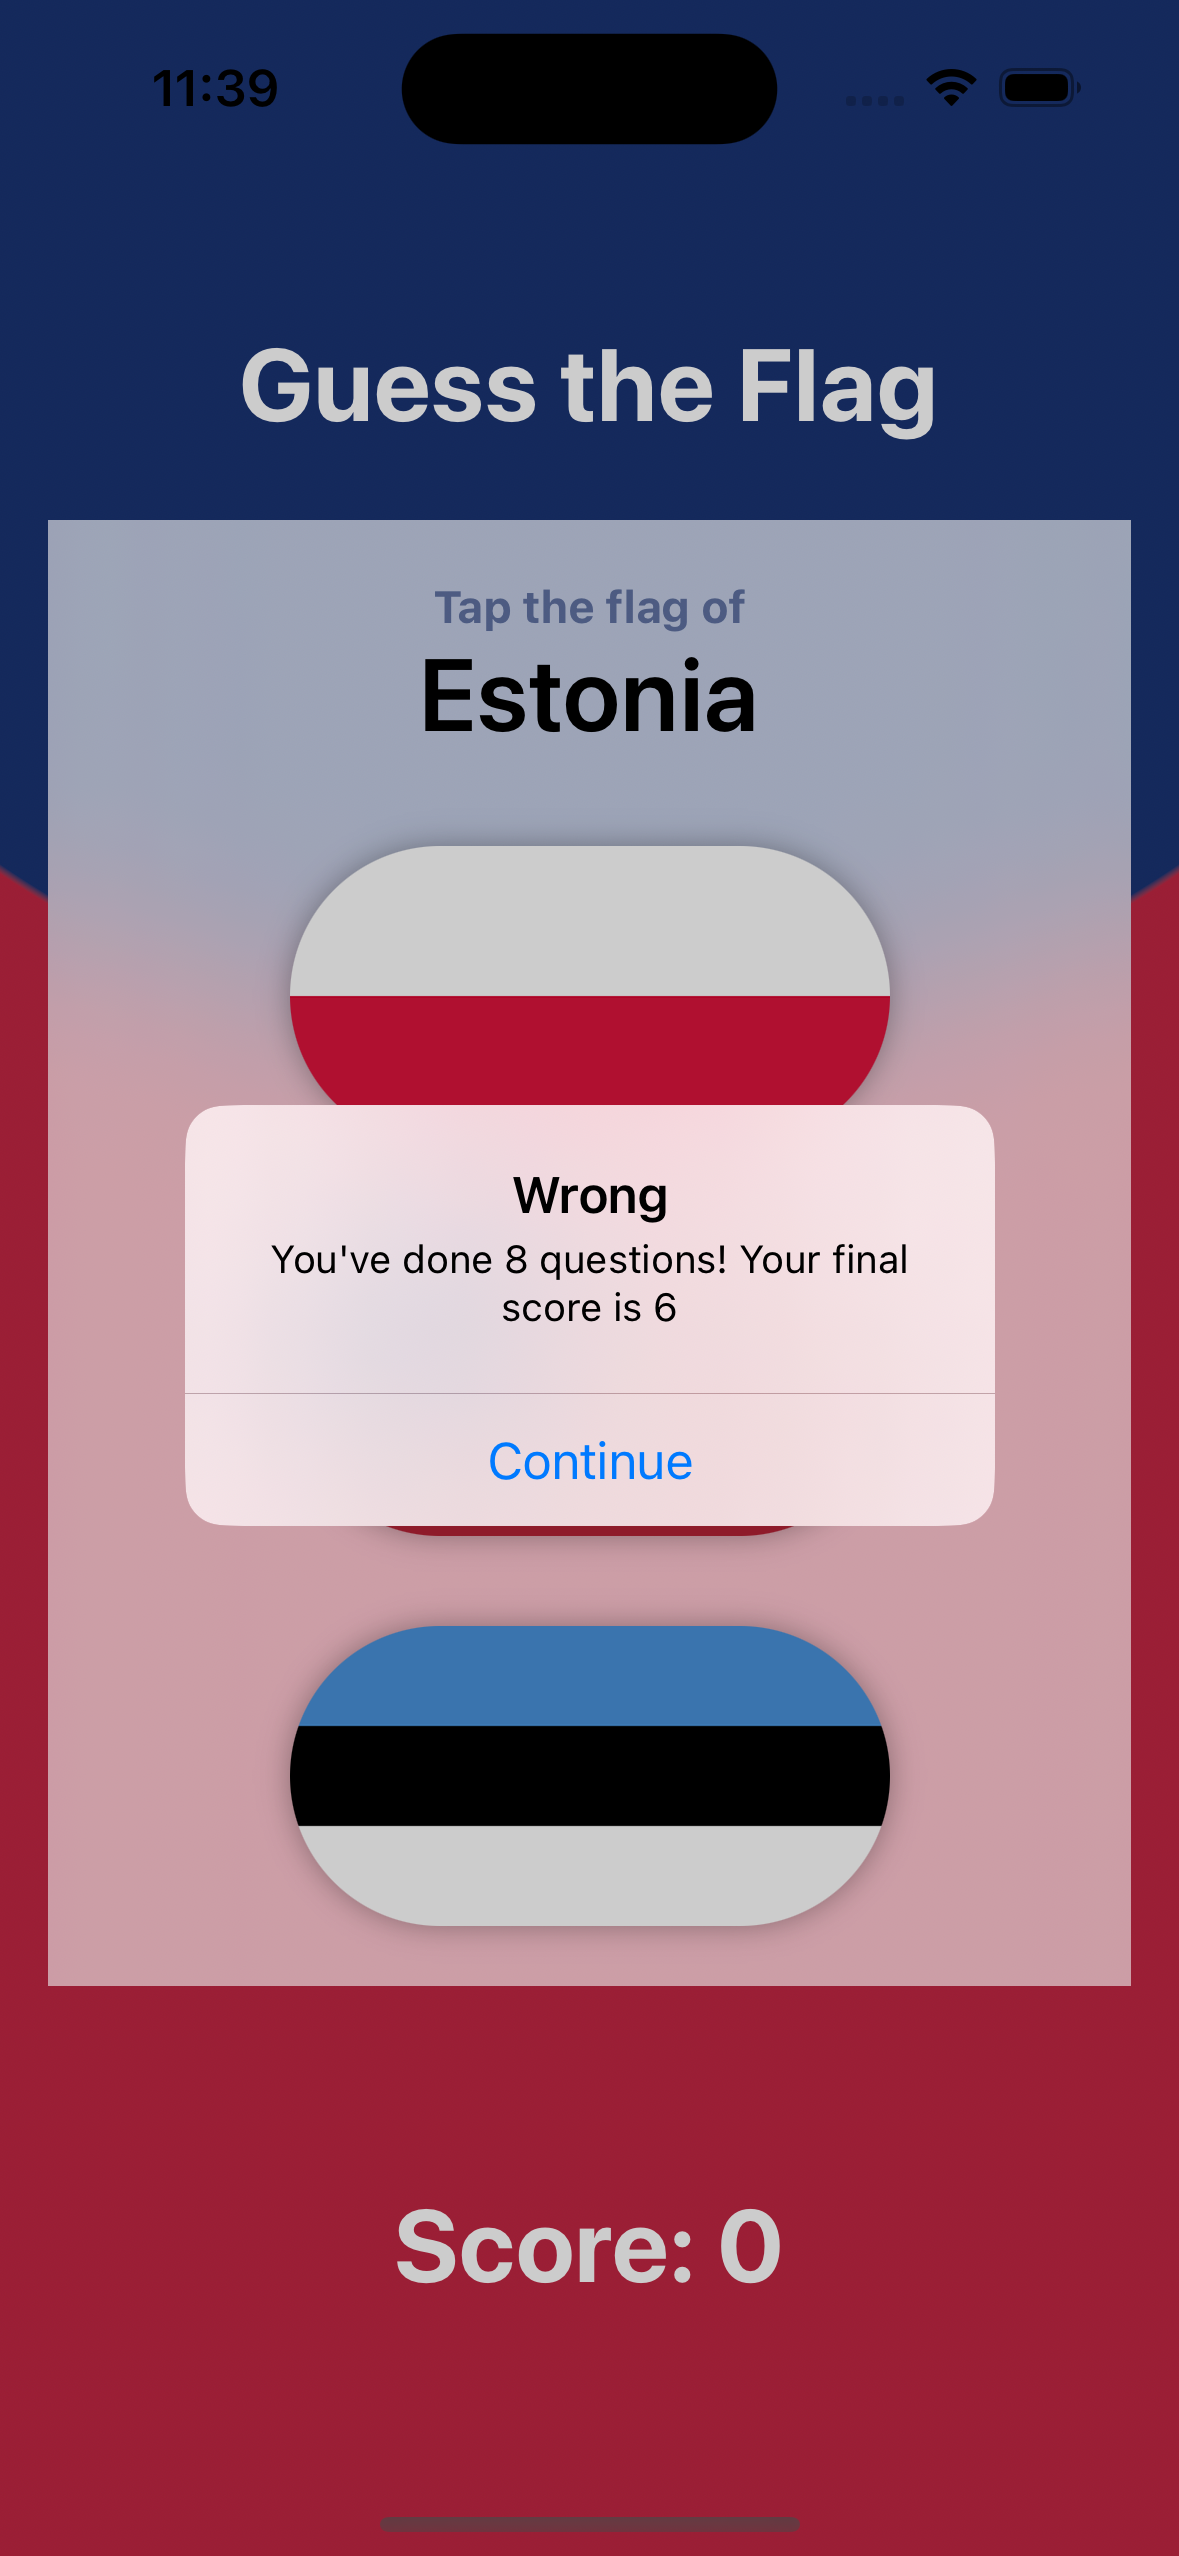 11:39
Guess the Flag
Tap the flag of
Estonia
Wrong
You've done 8 questions! Your final
score is 6
Continue
Score: 0